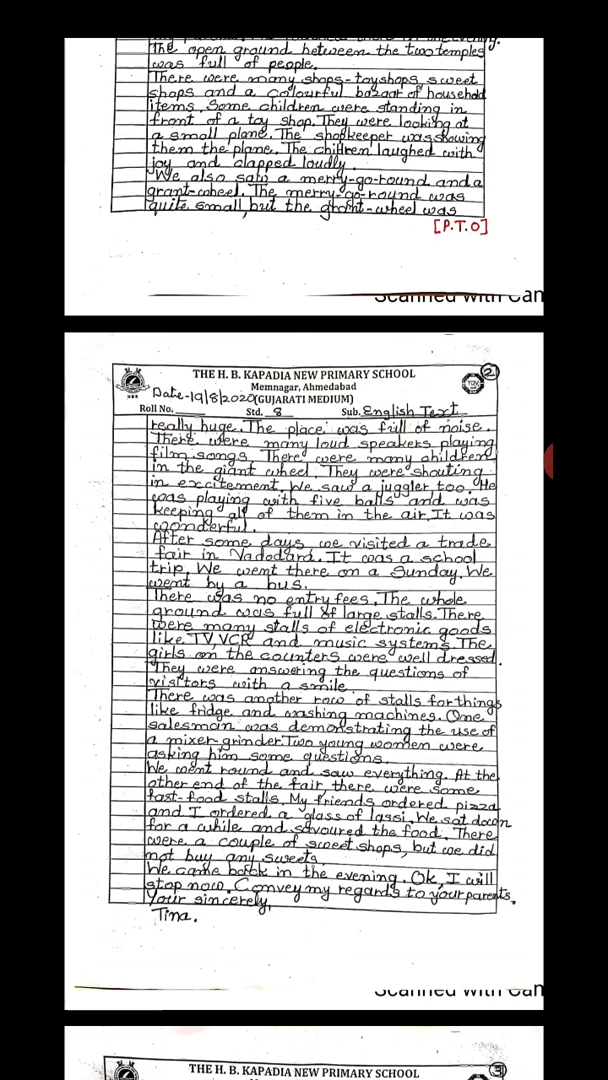 The open ground between the two temples
was full of people.
There were many shops-toyshops, sweet
shops and a colourful bazaar of household
items. Some children were standing in
front of a toy shop. They were looking at
a small plane. The shopkeeper was showing
them the plane. The children laughed with
joy and clapped loudly.
We also saw a merry-go-round and a
grant-wheel. The merry-go-round was
quite small, but the giant-wheel was
[P.T.O]
Scanned with Cam
2
THE H. B. KAPADIA NEW PRIMARY SCHOOL
Memnagar, Ahmedabad
Date-19/8/2020 (GUJARATI MEDIUM)
Roll No. Std. 8 Sub. English Text
really huge. The place was full of noise.
There were many loud speakers playing
film songs. There were many children
in the giant wheel. They were shouting
in excitement. We saw a juggler too. He
was playing with five balls and was
keeping all of them in the air. It was
wonderful.
After some days we visited a trade
fair in Vadodara. It was a school
trip. We went there on a Sunday. We
went by a bus.
There was no entry fees. The whole
ground was full of large stalls. There
were many stalls of electronic goods
like TV, VCR and music systems. The
girls on the counters were well dressed.
They were answering the questions of
visitors with a smile.
There was another row of stalls for things
like fridge and washing machines. One
salesman was demonstrating the use of
a mixer-grinder. Two young women were
asking him some questions.
We went round and saw everything. At the
other end of the fair, there were some
fast-food stalls. My friends ordered pizza
and I ordered a glass of lassi. We sat down
for a while and savoured the food. There
were a couple of sweet shops, but we did
not buy any sweets.
We came back in the evening. Ok, I will
stop now. Convey my regards to your parents.
Your sincerely,
Tina.
Scanned with Cam
3
THE H. B. KAPADIA NEW PRIMARY SCHOOL